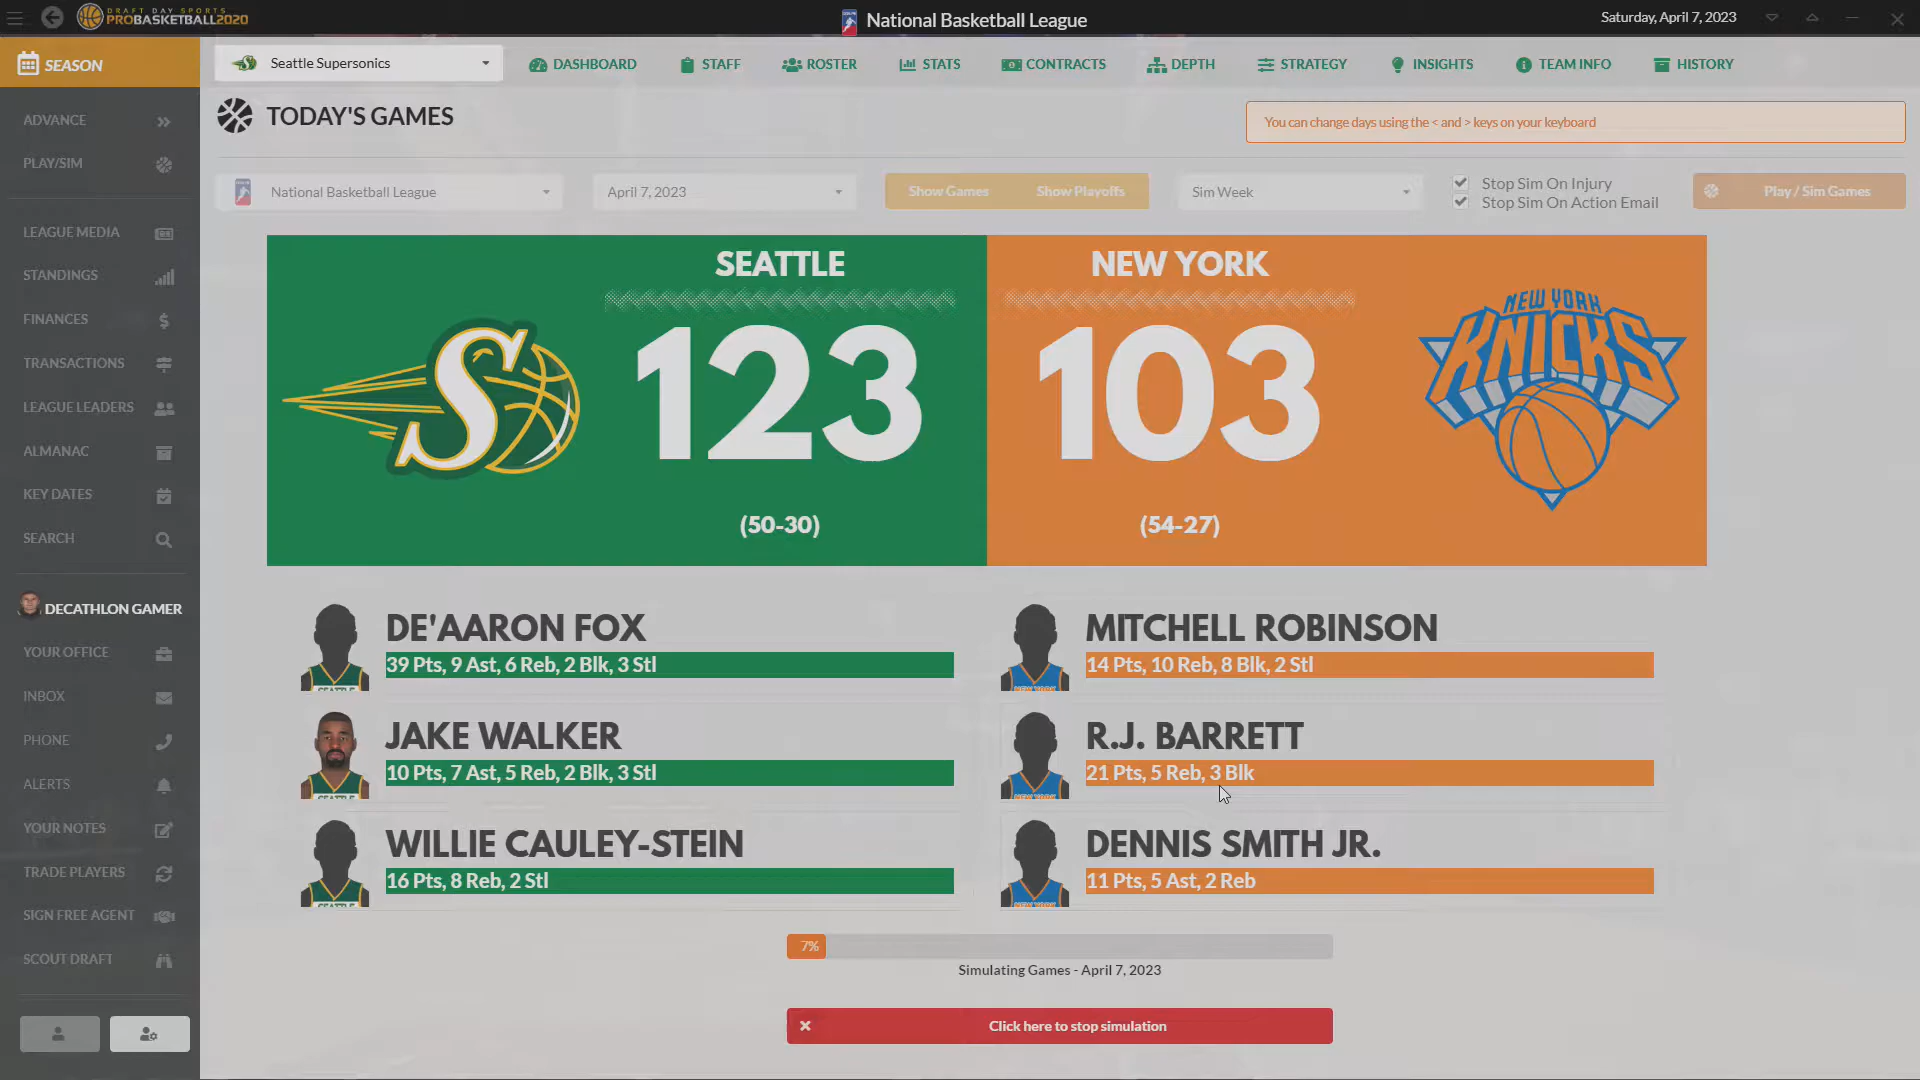 DRAFT DAY SPORTS
PROBASKETBALL2020
National Basketball League
Saturday, April 7, 2023
SEASON
Seattle Supersonics
DASHBOARD
STAFF
ROSTER
STATS
CONTRACTS
DEPTH
STRATEGY
INSIGHTS
TEAM INFO
HISTORY
TODAY'S GAMES
You can change days using the < and > keys on your keyboard
ADVANCE
PLAY/SIM
National Basketball League
April 7, 2023
Show Games
Show Playoffs
Sim Week
Stop Sim On Injury
Stop Sim On Action Email
Play / Sim Games
LEAGUE MEDIA
STANDINGS
FINANCES
TRANSACTIONS
LEAGUE LEADERS
ALMANAC
KEY DATES
SEARCH
SEATTLE
123
(50-30)
NEW YORK
103
(54-27)
S
NEW YORK
KNICKS
DECATHLON GAMER
YOUR OFFICE
INBOX
PHONE
ALERTS
YOUR NOTES
TRADE PLAYERS
SIGN FREE AGENT
SCOUT DRAFT
DE'AARON FOX
39 Pts, 9 Ast, 6 Reb, 2 Blk, 3 Stl
SEATTLE
MITCHELL ROBINSON
14 Pts, 10 Reb, 8 Blk, 2 Stl
NEW YORK
JAKE WALKER
10 Pts, 7 Ast, 5 Reb, 2 Blk, 3 Stl
SEATTLE
R.J. BARRETT
21 Pts, 5 Reb, 3 Blk
NEW YORK
WILLIE CAULEY-STEIN
16 Pts, 8 Reb, 2 Stl
SEATTLE
DENNIS SMITH JR.
11 Pts, 5 Ast, 2 Reb
NEW YORK
7%
Simulating Games - April 7, 2023
Click here to stop simulation